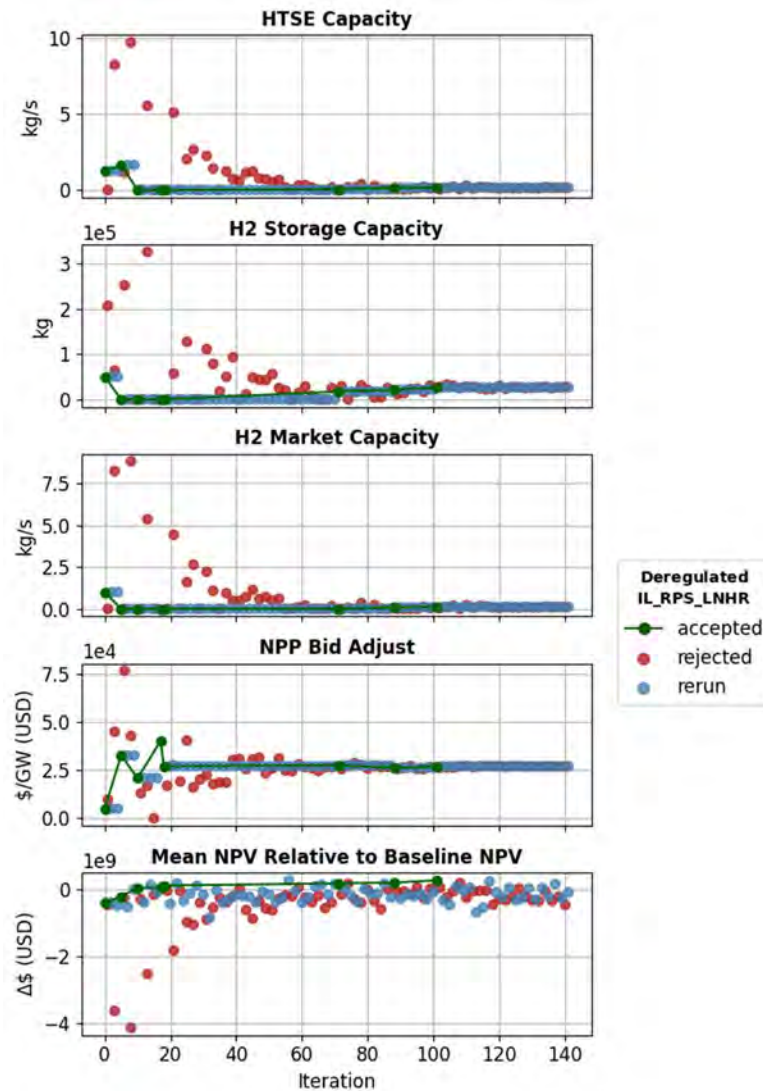 HTSE Capacity
10
5
0
kg/s
H2 Storage Capacity
1e5
3
2
1
0
kg
H2 Market Capacity
7.5
5.0
2.5
0.0
kg/s
NPP Bid Adjust
1e4
7.5
5.0
2.5
0.0
$/GW (USD)
Mean NPV Relative to Baseline NPV
1e9
0
−2
−4
Δ$ (USD)
0 20 40 60 80 100 120 140
Iteration
Deregulated
IL_RPS_LNHR
accepted
rejected
rerun